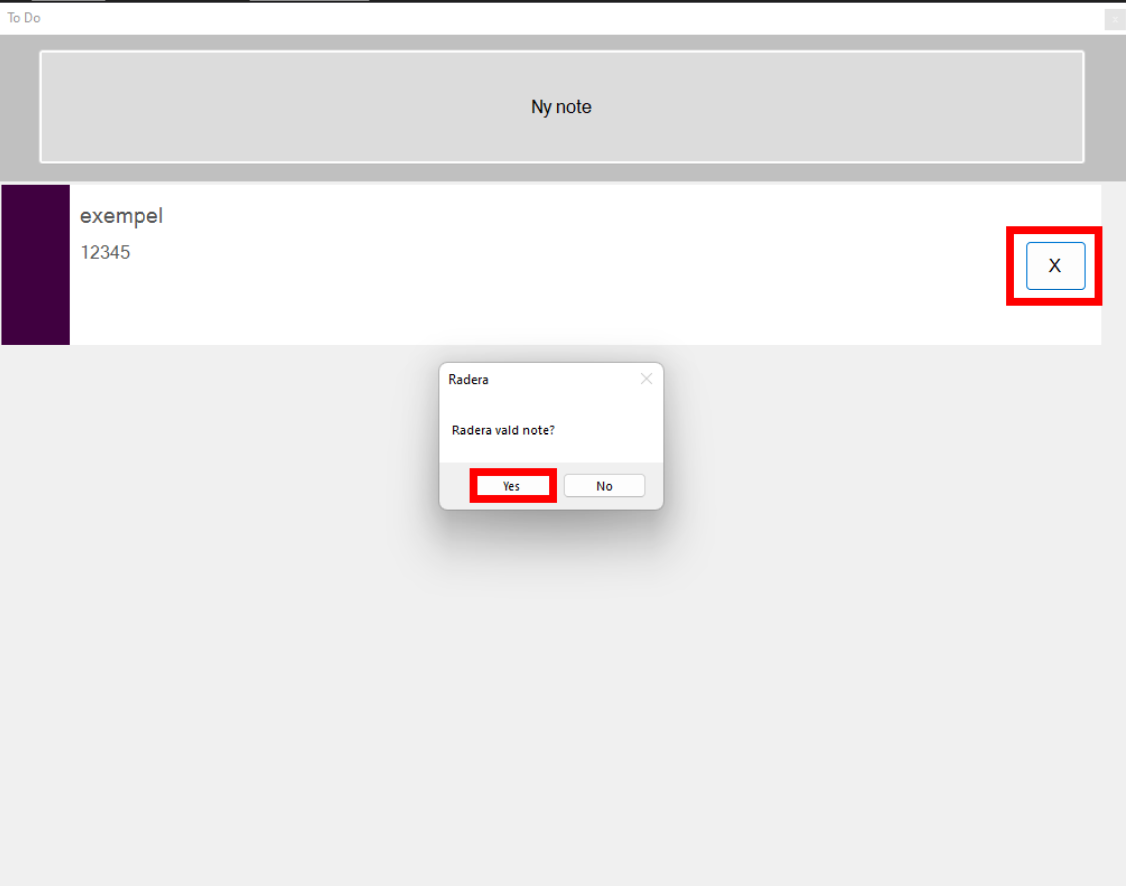 To Do
Ny note
exempel
12345
X
Radera
Radera vald note?
Yes
No